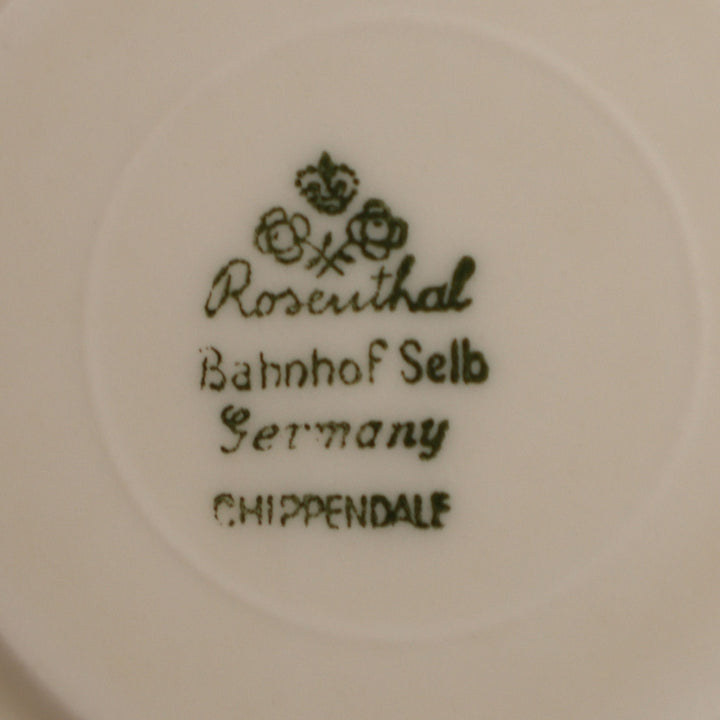 Rosenthal
Bahnhof Selb
Germany
CHIPPENDALE